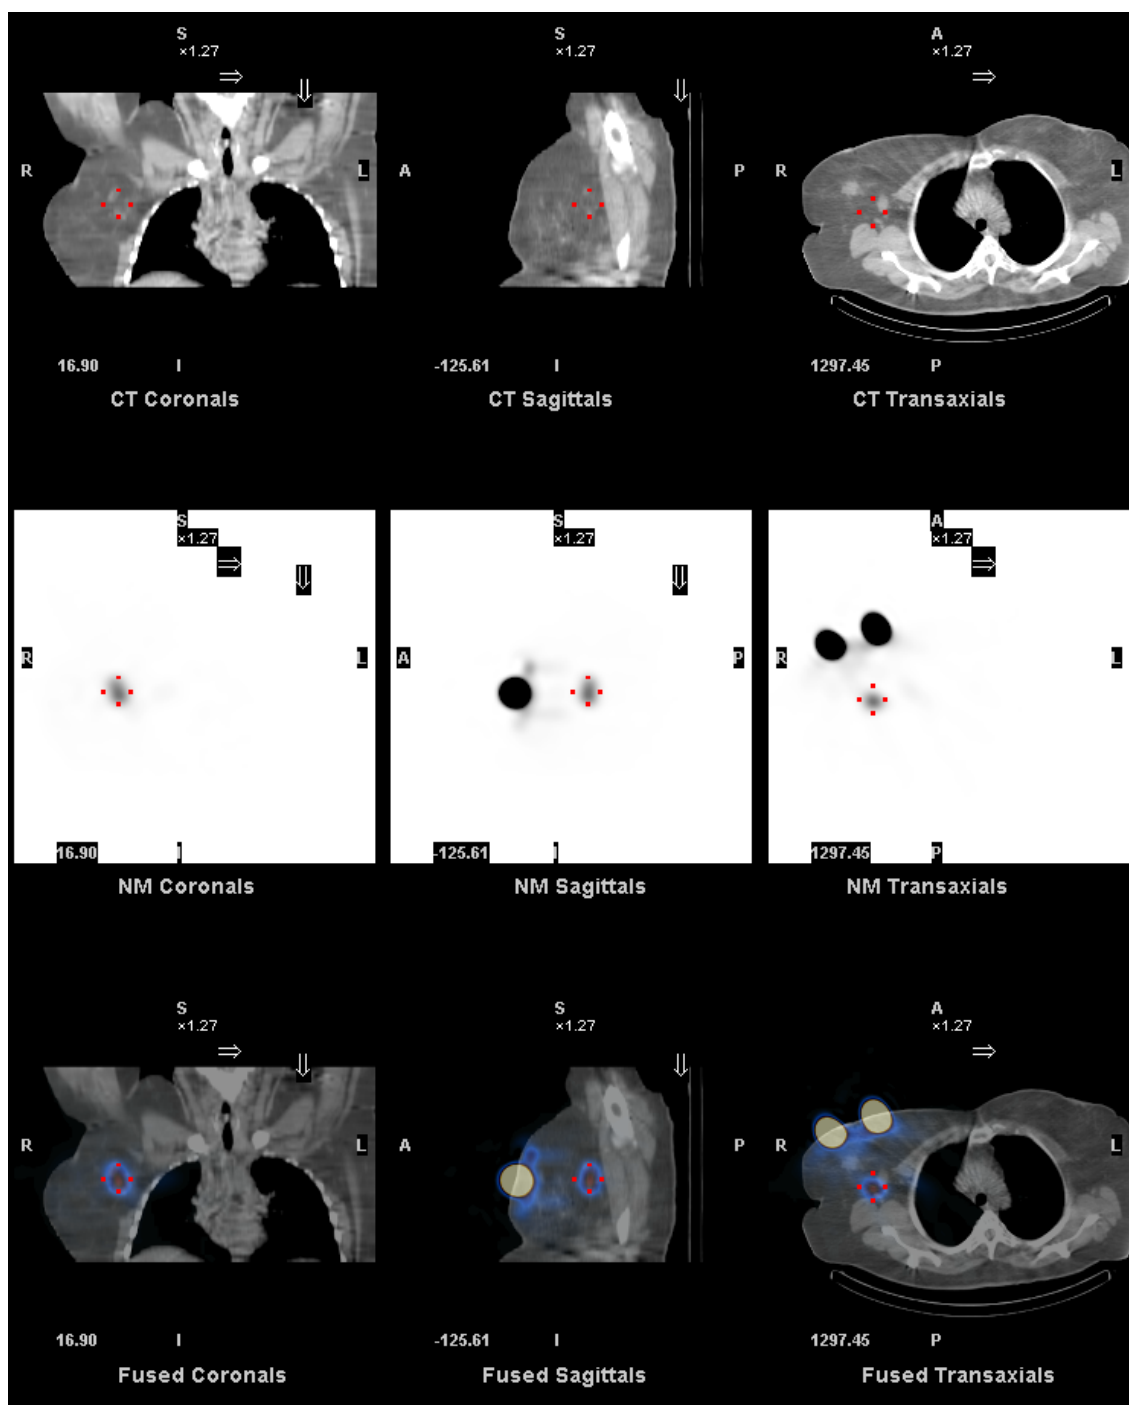 S S A
×1.27 ×1.27 ×1.27
⇒ ⇓ ⇓ ⇒
R L A P R L
16.90 I -125.61 I 1297.45 P
CT Coronals CT Sagittals CT Transaxials
S S A
×1.27 ×1.27 ×1.27
⇒ ⇓ ⇓ ⇒
R L A P R L
16.90 I -125.61 I 1297.45 P
NM Coronals NM Sagittals NM Transaxials
S S A
×1.27 ×1.27 ×1.27
⇒ ⇓ ⇓ ⇒
R L A P R L
16.90 I -125.61 I 1297.45 P
Fused Coronals Fused Sagittals Fused Transaxials